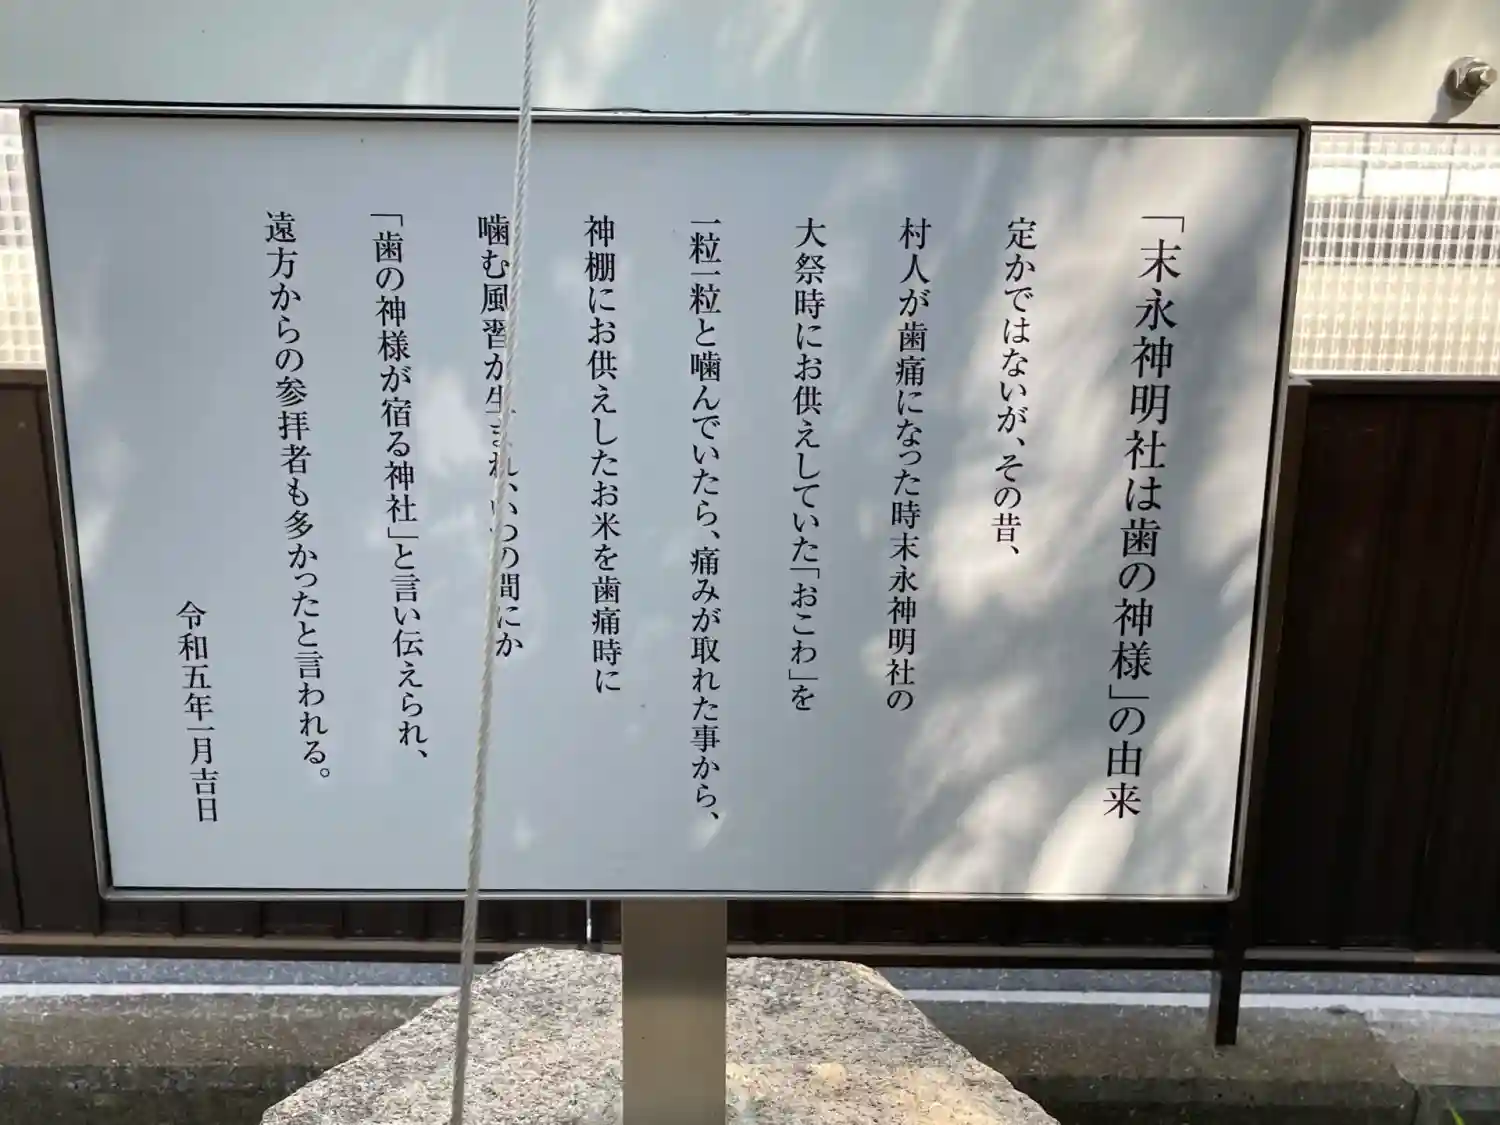 「末永神明社は歯の神様」の由来
定かではないが、その昔、
村人が歯痛になった時末永神明社の
大祭時にお供えしていた「おこわ」を
一粒一粒と噛んでいたら、痛みが取れた事から、
神棚にお供えしたお米を歯痛時に
噛む風習が生まれ、いつの間にか
「歯の神様が宿る神社」と言い伝えられ、
遠方からの参拝者も多かったと言われる。
令和五年一月吉日